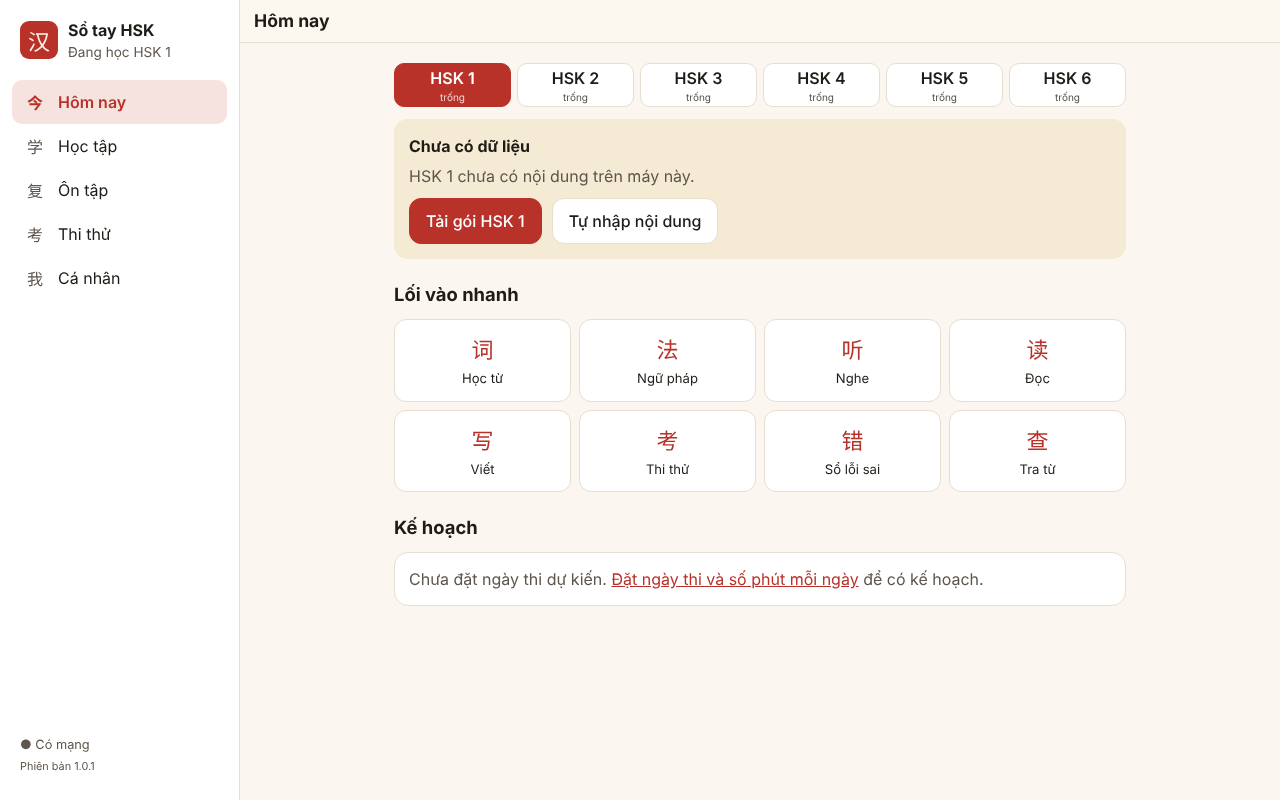 汉
Sổ tay HSK
Đang học HSK 1
今 Hôm nay
学 Học tập
复 Ôn tập
考 Thi thử
我 Cá nhân
Có mạng
Phiên bản 1.0.1
Hôm nay
HSK 1
trống
HSK 2
trống
HSK 3
trống
HSK 4
trống
HSK 5
trống
HSK 6
trống
Chưa có dữ liệu
HSK 1 chưa có nội dung trên máy này.
Tải gói HSK 1
Tự nhập nội dung
Lối vào nhanh
词
Học từ
法
Ngữ pháp
听
Nghe
读
Đọc
写
Viết
考
Thi thử
错
Sổ lỗi sai
查
Tra từ
Kế hoạch
Chưa đặt ngày thi dự kiến. Đặt ngày thi và số phút mỗi ngày để có kế hoạch.